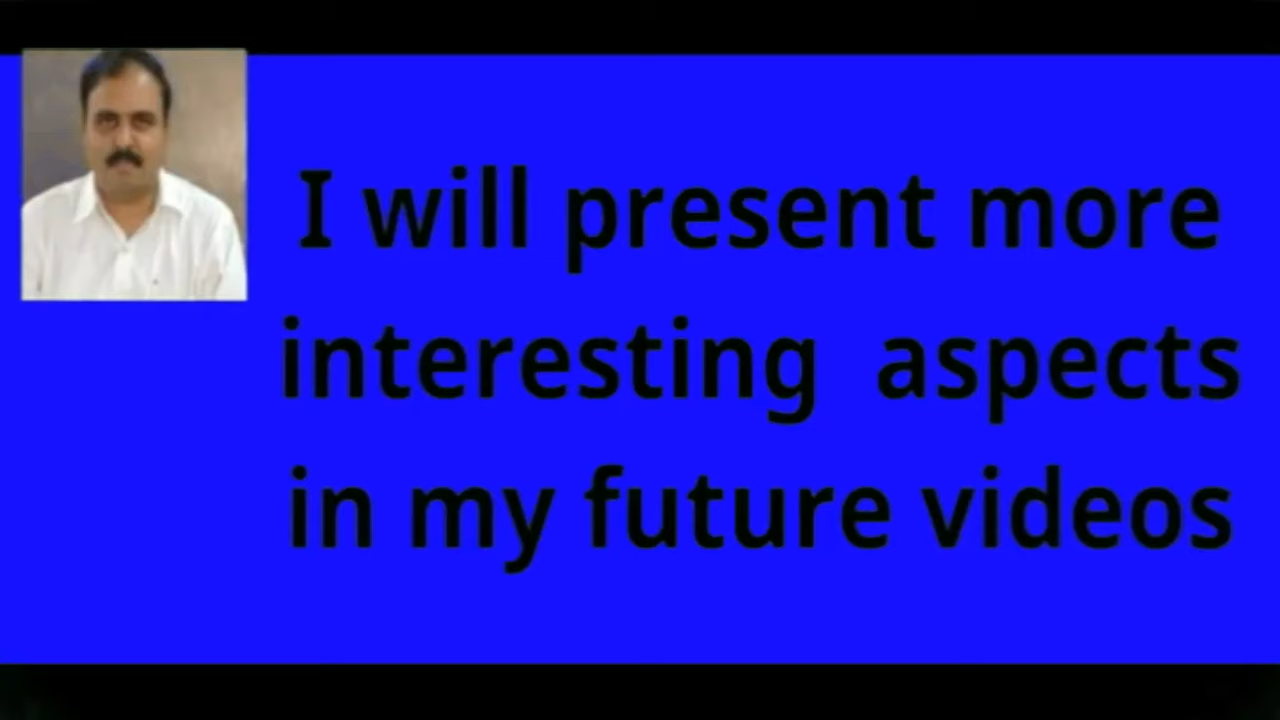 I will present more
interesting  aspects
in my future videos